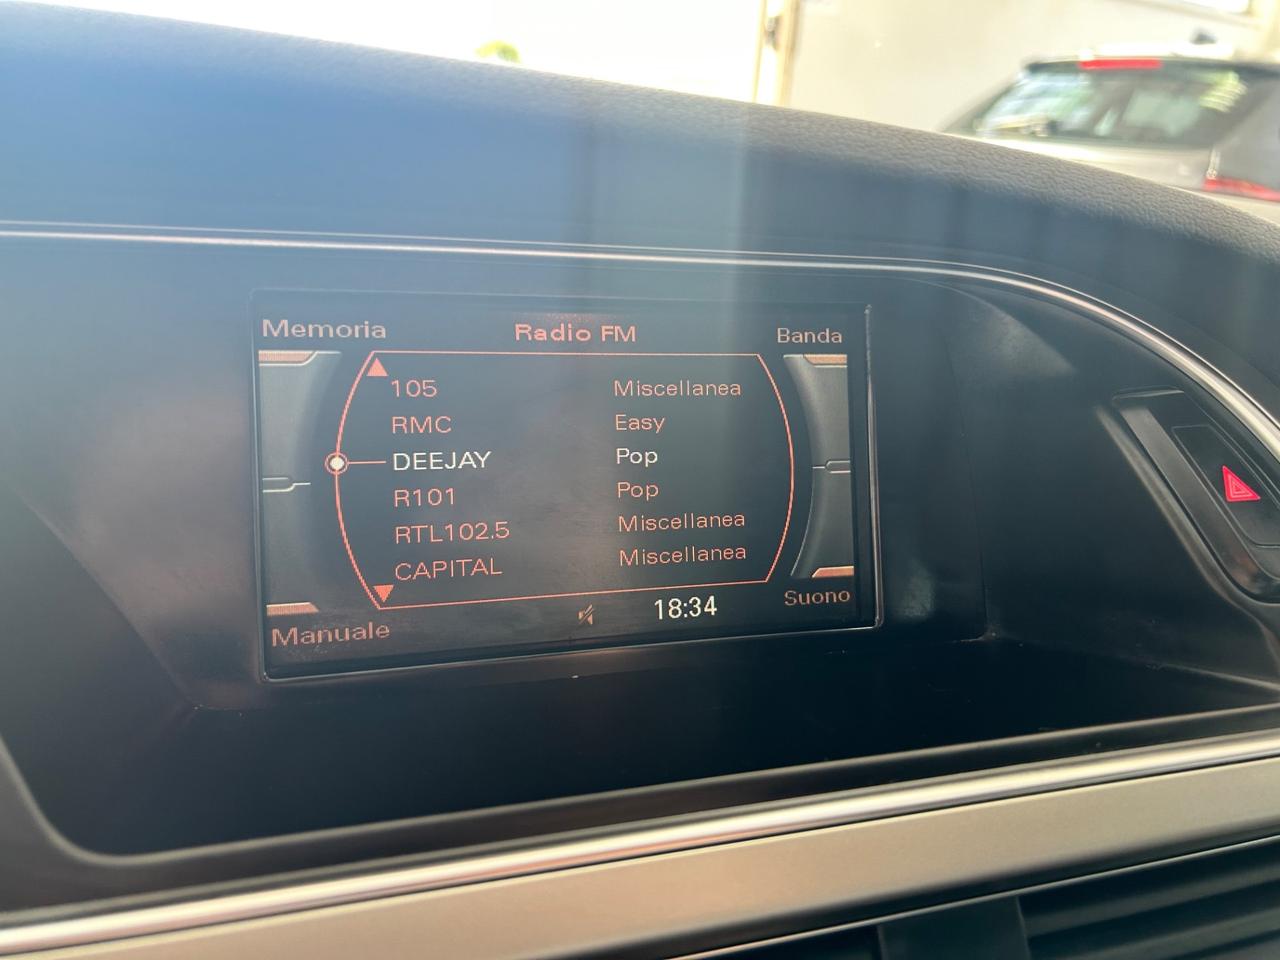 Memoria Radio FM Banda
105 Miscellanea
RMC Easy
DEEJAY Pop
R101 Pop
RTL102.5 Miscellanea
CAPITAL Miscellanea
Manuale 18:34 Suono